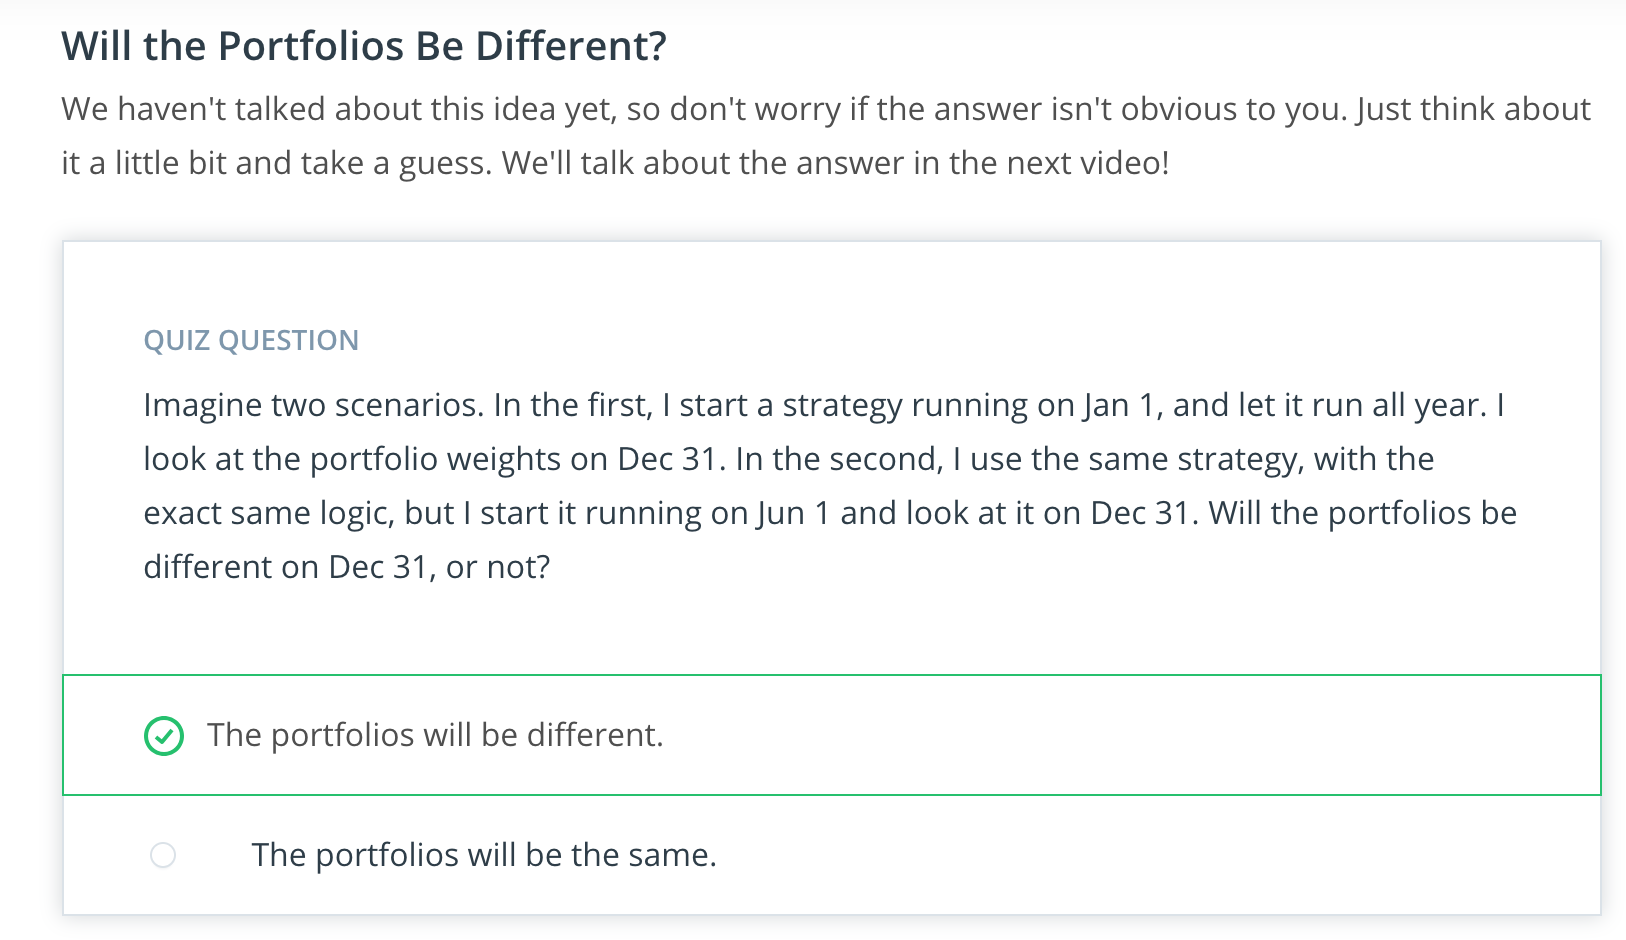 Will the Portfolios Be Different?
We haven't talked about this idea yet, so don't worry if the answer isn't obvious to you. Just think about
it a little bit and take a guess. We'll talk about the answer in the next video!
QUIZ QUESTION
Imagine two scenarios. In the first, I start a strategy running on Jan 1, and let it run all year. I
look at the portfolio weights on Dec 31. In the second, I use the same strategy, with the
exact same logic, but I start it running on Jun 1 and look at it on Dec 31. Will the portfolios be
different on Dec 31, or not?
The portfolios will be different.
The portfolios will be the same.